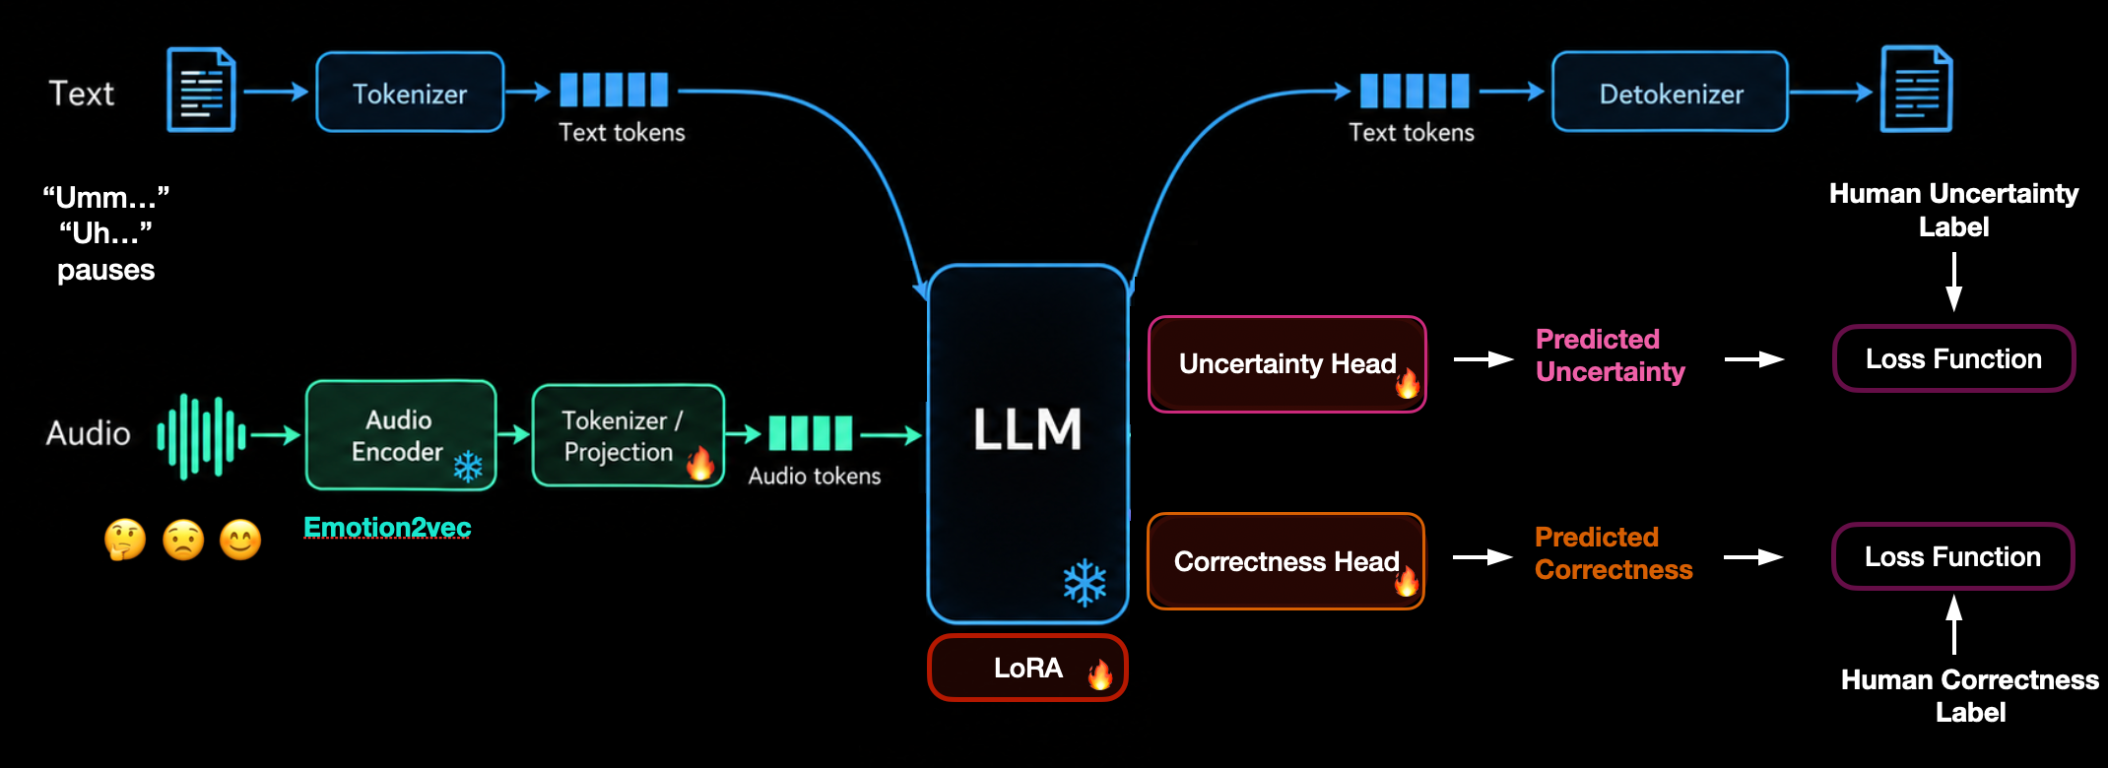 Text
Tokenizer
Text tokens
Text tokens
Detokenizer
“Umm...”
“Uh...”
pauses
Human Uncertainty
Label
Audio
Audio
Encoder
Tokenizer /
Projection
Audio tokens
Emotion2vec
LLM
LoRA
Uncertainty Head
Predicted
Uncertainty
Loss Function
Correctness Head
Predicted
Correctness
Loss Function
Human Correctness
Label